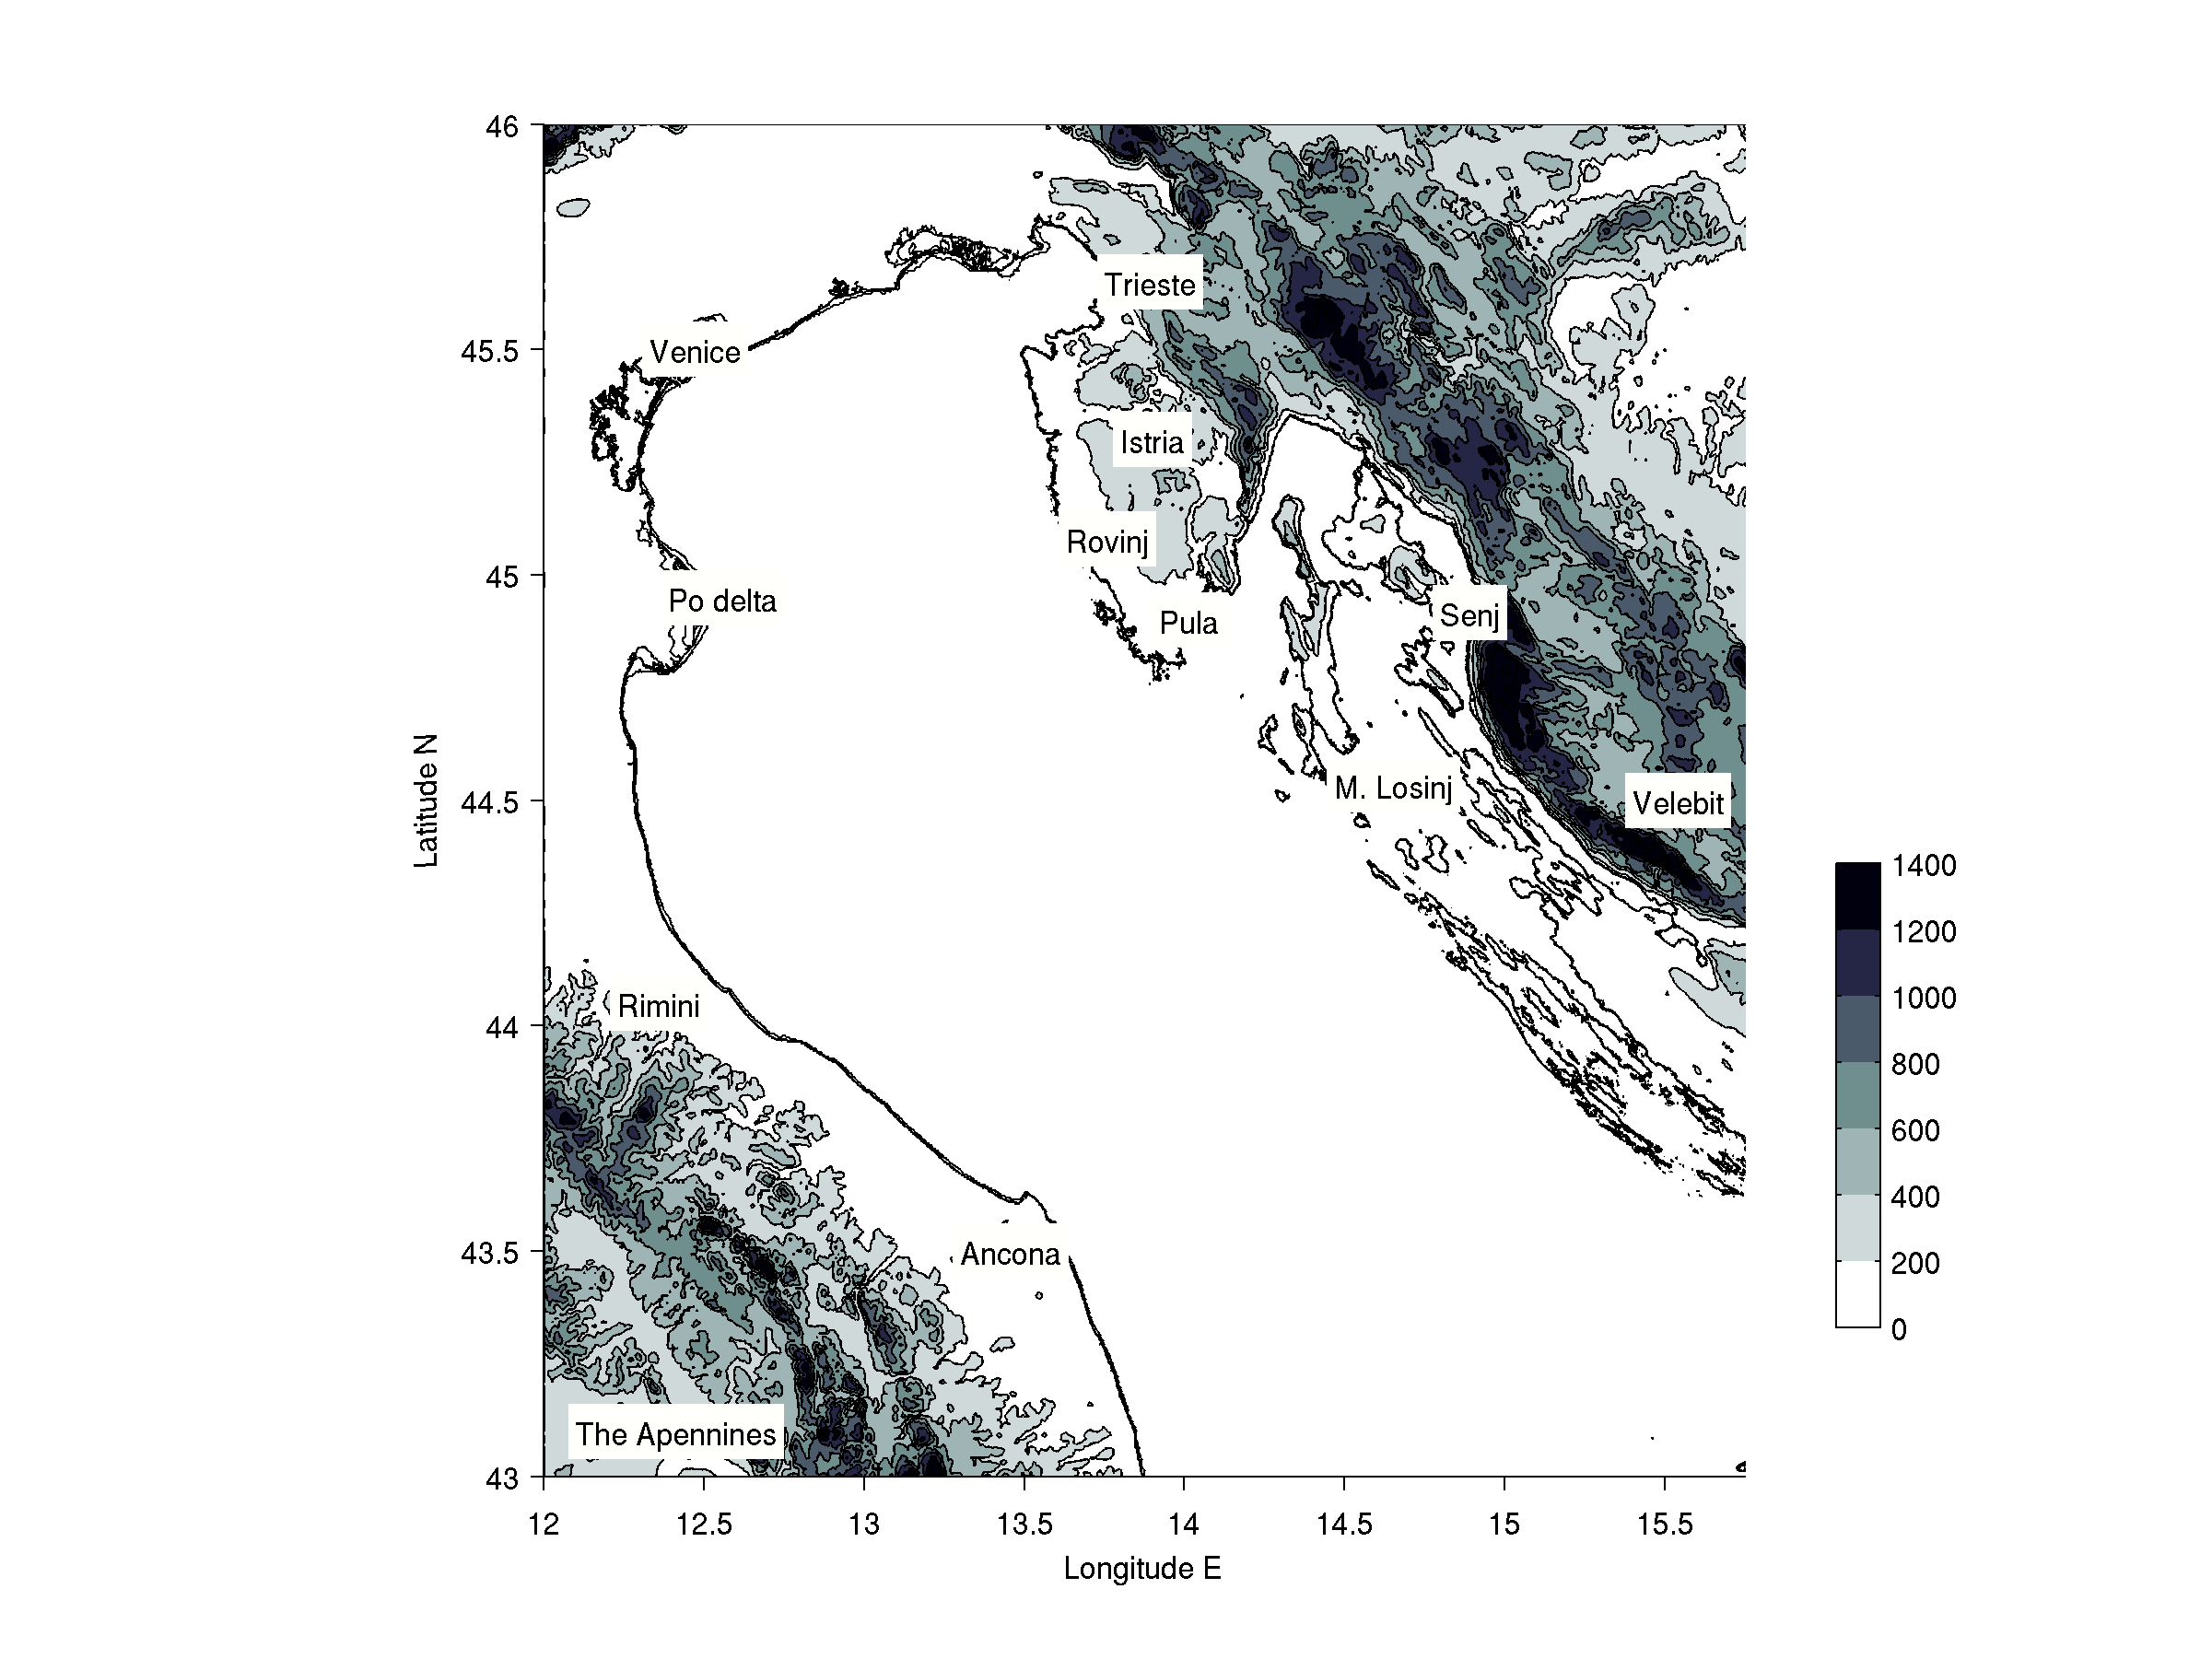 46
45.5
45
44.5
44
43.5
43
Latitude N
12
12.5
13
13.5
14
14.5
15
15.5
Longitude E
Trieste
Venice
Istria
Rovinj
Po delta
Pula
Senj
M. Losinj
Velebit
Rimini
Ancona
The Apennines
1400
1200
1000
800
600
400
200
0